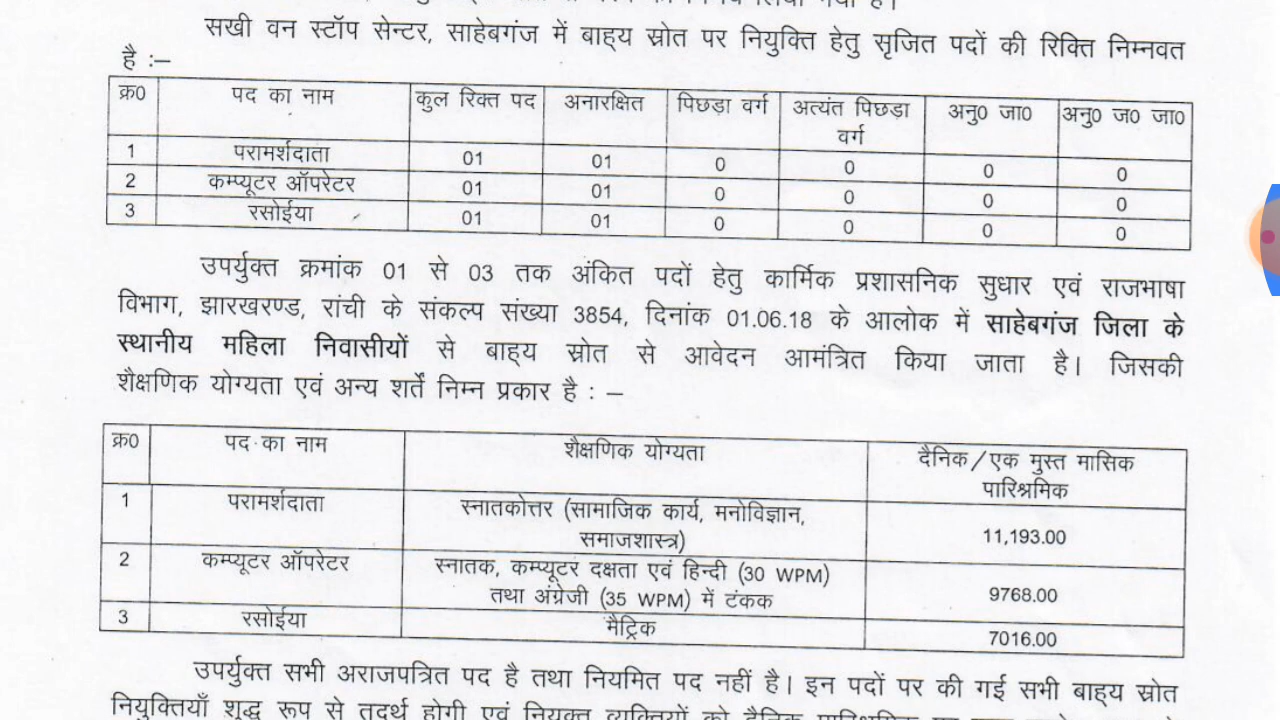 सखी वन स्टॉप सेन्टर, साहेबगंज में बाह्य स्रोत पर नियुक्ति हेतु सृजित पदों की रिक्ति निम्नवत
है :–
क्र0 पद का नाम कुल रिक्त पद अनारक्षित पिछड़ा वर्ग अत्यंत पिछड़ा वर्ग अनु0 जा0 अनु0 ज0 जा0
1 परामर्शदाता 01 01 0 0 0 0
2 कम्प्यूटर ऑपरेटर 01 01 0 0 0 0
3 रसोईया 01 01 0 0 0 0
उपर्युक्त क्रमांक 01 से 03 तक अंकित पदों हेतु कार्मिक प्रशासनिक सुधार एवं राजभाषा
विभाग, झारखण्ड, रांची के संकल्प संख्या 3854, दिनांक 01.06.18 के आलोक में साहेबगंज जिला के
स्थानीय महिला निवासीयों से बाह्य स्रोत से आवेदन आमंत्रित किया जाता है। जिसकी
शैक्षणिक योग्यता एवं अन्य शर्तें निम्न प्रकार है : –
क्र0 पद का नाम शैक्षणिक योग्यता दैनिक/एक मुस्त मासिक
पारिश्रमिक
1 परामर्शदाता स्नातकोत्तर (सामाजिक कार्य, मनोविज्ञान,
समाजशास्त्र) 11,193.00
2 कम्प्यूटर ऑपरेटर स्नातक, कम्प्यूटर दक्षता एवं हिन्दी (30 WPM)
तथा अंग्रेजी (35 WPM) में टंकक 9768.00
3 रसोईया मैट्रिक 7016.00
उपर्युक्त सभी अराजपत्रित पद है तथा नियमित पद नहीं है। इन पदों पर की गई सभी बाह्य स्रोत
नियुक्तियाँ शुद्ध रूप से तदर्थ होगी एवं नियुक्त व्यक्तियों को दैनिक पारिश्रमिक